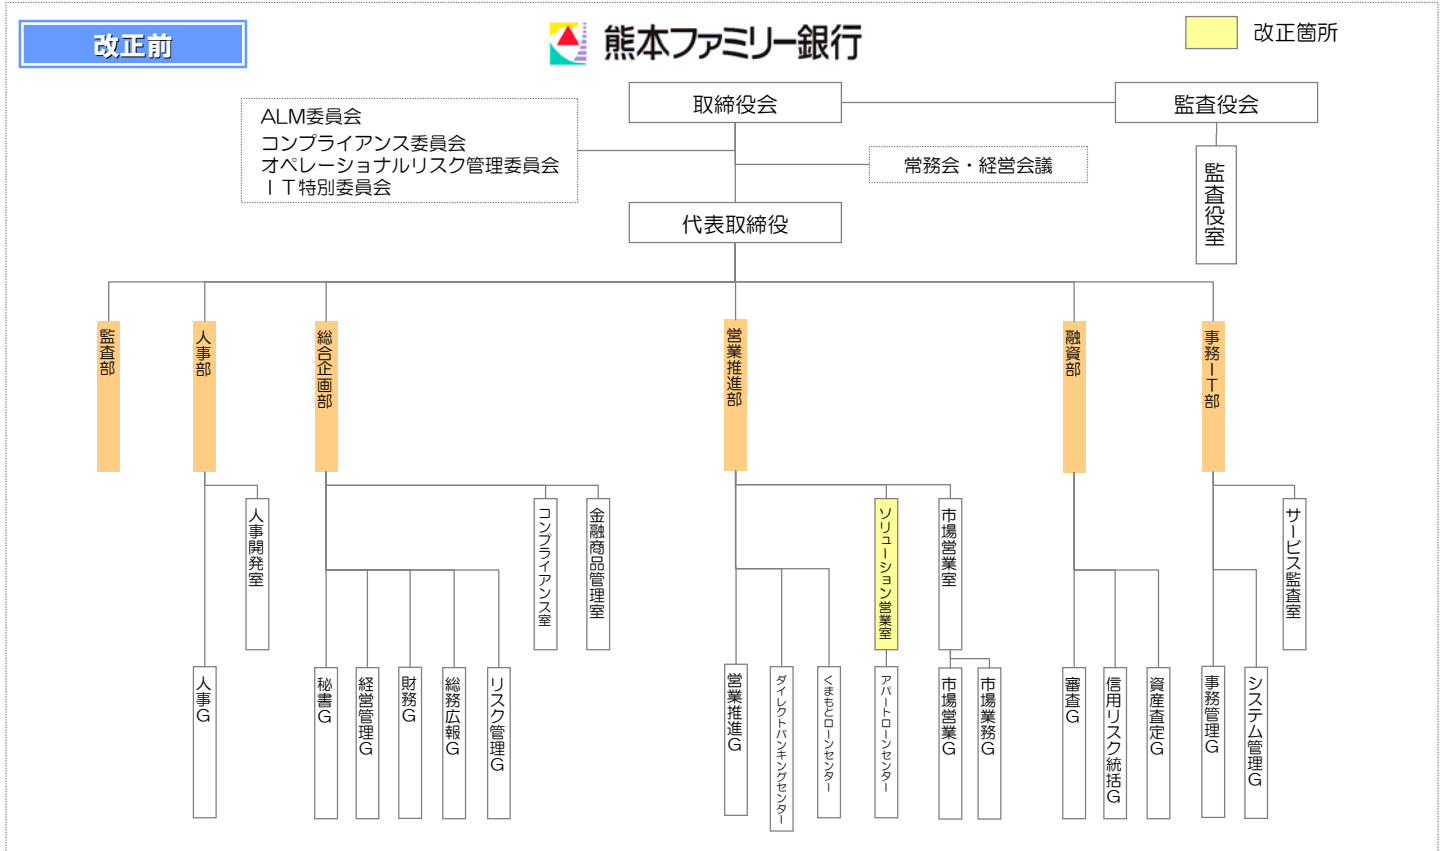 改正前
熊本ファミリー銀行
改正箇所
取締役会
監査役会
ALM委員会
コンプライアンス委員会
オペレーショナルリスク管理委員会
IT特別委員会
常務会・経営会議
監査役室
代表取締役
監査部
人事部
総合企画部
営業推進部
融資部
事務IT部
人事開発室
コンプライアンス室
金融商品管理室
ソリューション営業室
市場営業室
サービス監査室
人事G
秘書G
経営管理G
財務G
総務広報G
リスク管理G
営業推進G
ダイレクトバンキングセンター
くまもとローンセンター
アパートローンセンター
市場営業G
市場業務G
審査G
信用リスク統括G
資産査定G
事務管理G
システム管理G